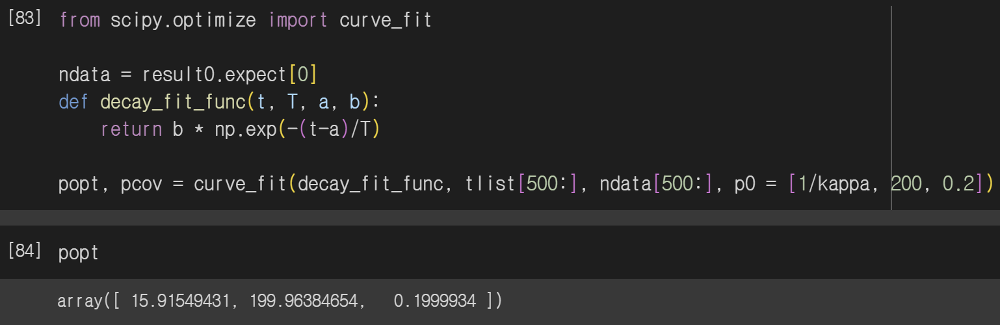 [83] from scipy.optimize import curve_fit
ndata = result0.expect[0]
def decay_fit_func(t, T, a, b):
    return b * np.exp(-(t-a)/T)
popt, pcov = curve_fit(decay_fit_func, tlist[500:], ndata[500:], p0 = [1/kappa, 200, 0.2])
[84] popt
array([ 15.91549431, 199.96384654,   0.1999934 ])